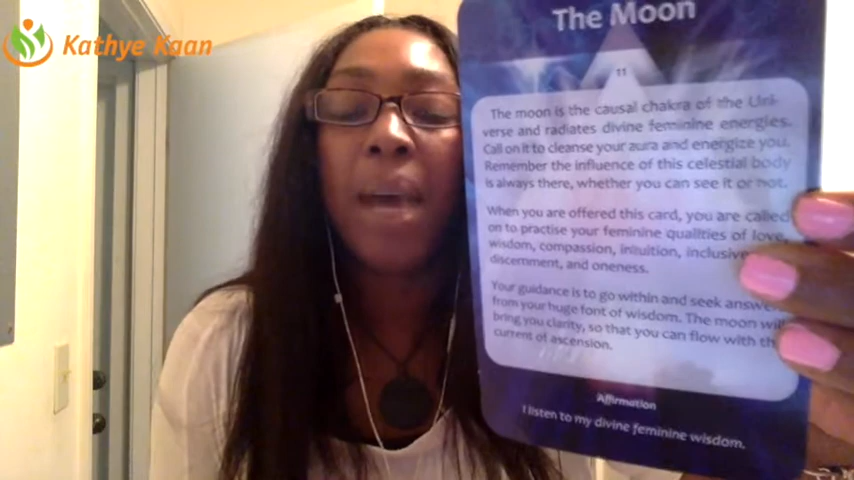 Kathye Kaan
The Moon
11
The moon is the causal chakra of the Uni-
verse and radiates divine feminine energies.
Call on it to cleanse your aura and energize you.
Remember the influence of this celestial body
is always there, whether you can see it or not.
When you are offered this card, you are called
on to practise your feminine qualities of love,
wisdom, compassion, intuition, inclusive
discernment, and oneness.
Your guidance is to go within and seek answe
from your huge font of wisdom. The moon will
bring you clarity, so that you can flow with th
current of ascension.
Affirmation
I listen to my divine feminine wisdom.